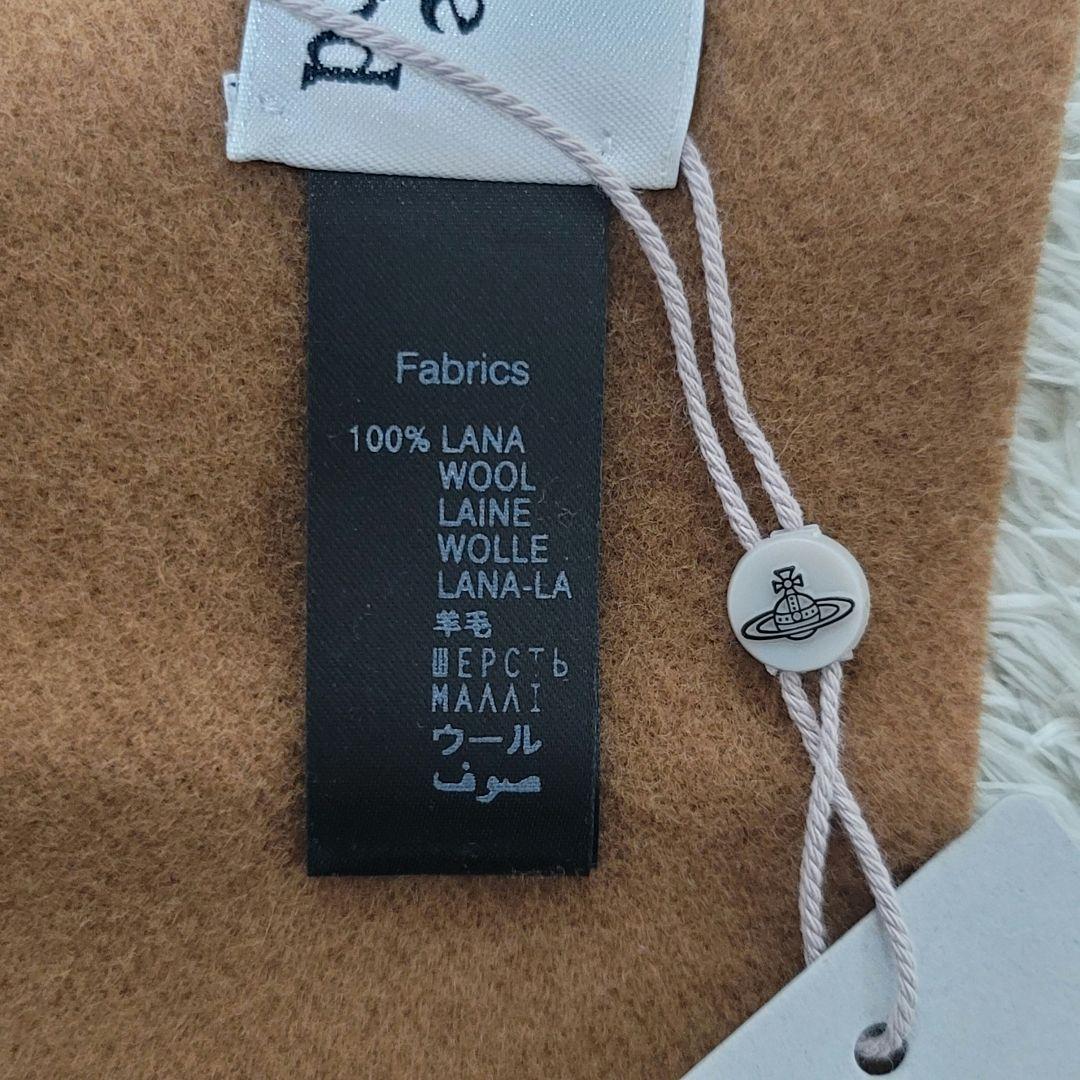 Fabrics
100% LANA
WOOL
LAINE
WOLLE
LANA-LA
羊毛
ШЕРСТЬ
ΜΑΛΛΙ
ウール
صوف